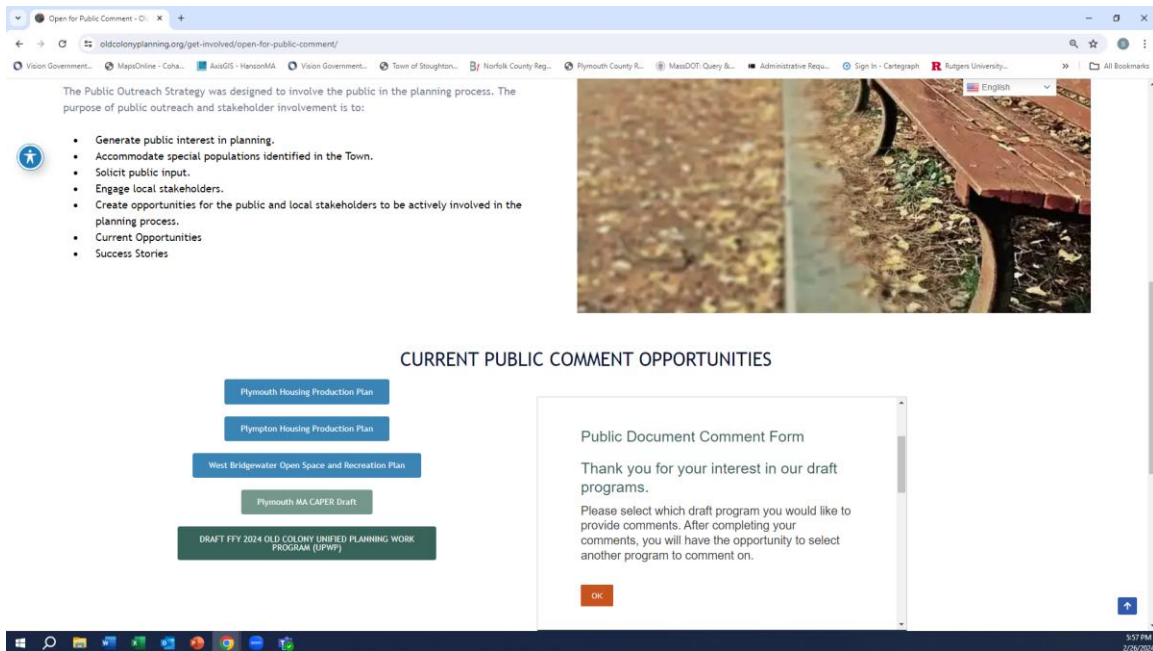 Open for Public Comment - Ol
oldcolonyplanning.org/get-involved/open-for-public-comment/
Vision Government... MapsOnline - Coha... AxisGIS - HansonMA Vision Government... Town of Stoughton... Norfolk County Reg... Plymouth County R... MassDOT: Query &... Administrative Requ... Sign In - Cartegraph R Rutgers University... » All Bookmarks
English
The Public Outreach Strategy was designed to involve the public in the planning process. The
purpose of public outreach and stakeholder involvement is to:
• Generate public interest in planning.
• Accommodate special populations identified in the Town.
• Solicit public input.
• Engage local stakeholders.
• Create opportunities for the public and local stakeholders to be actively involved in the
planning process.
• Current Opportunities
• Success Stories
CURRENT PUBLIC COMMENT OPPORTUNITIES
Plymouth Housing Production Plan
Plympton Housing Production Plan
West Bridgewater Open Space and Recreation Plan
Plymouth MA CAPER Draft
DRAFT FFY 2024 OLD COLONY UNIFIED PLANNING WORK
PROGRAM (UPWP)
Public Document Comment Form
Thank you for your interest in our draft
programs.
Please select which draft program you would like to
provide comments. After completing your
comments, you will have the opportunity to select
another program to comment on.
OK
5:57 PM
2/26/2024